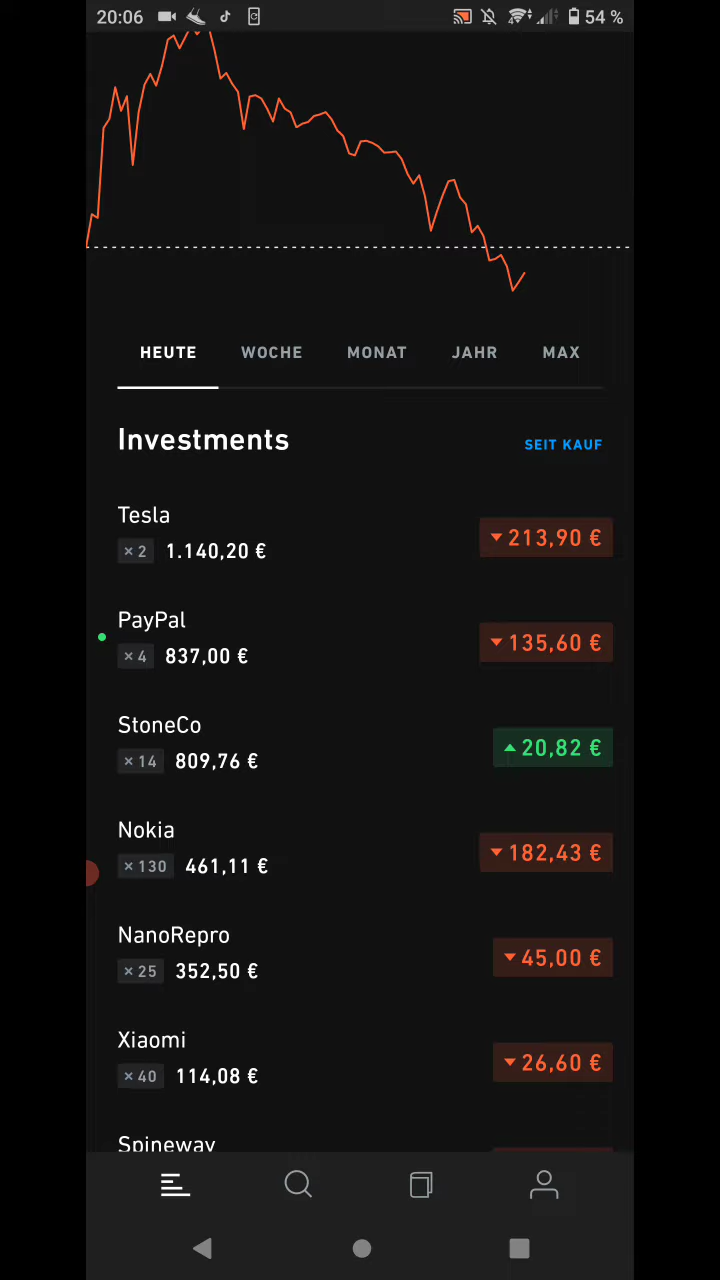 20:06 54 %
HEUTE WOCHE MONAT JAHR MAX
Investments SEIT KAUF
Tesla
× 2 1.140,20 € 213,90 €
PayPal
× 4 837,00 € 135,60 €
StoneCo
× 14 809,76 € 20,82 €
Nokia
× 130 461,11 € 182,43 €
NanoRepro
× 25 352,50 € 45,00 €
Xiaomi
× 40 114,08 € 26,60 €
Spineway